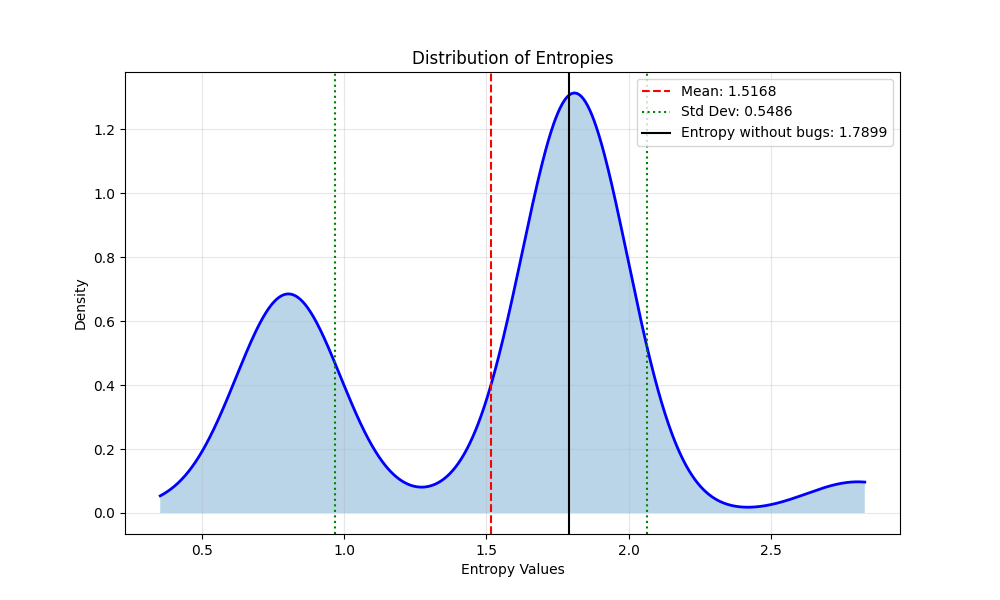 Distribution of Entropies
Mean: 1.5168
Std Dev: 0.5486
Entropy without bugs: 1.7899
Density
1.2
1.0
0.8
0.6
0.4
0.2
0.0
0.5
1.0
1.5
2.0
2.5
Entropy Values